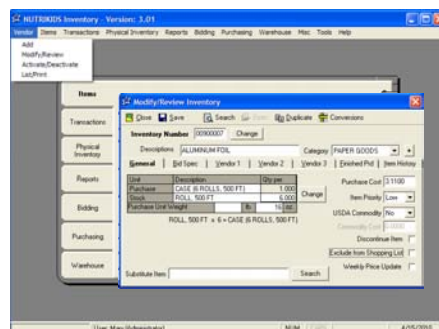 NUTRIKIDS Inventory - Version: 3.01
Vendor Items Transactions Physical Inventory Reports Bidding Purchasing Warehouse Misc Tools Help
Add
Modify/Review
Activate/Deactivate
List/Print
Items
Transactions
Physical
Inventory
Reports
Bidding
Purchasing
Warehouse
Modify/Review Inventory
Close Save Search Duplicate Conversions
Inventory Number 00900007 Change
Description ALUMINUM FOIL Category PAPER GOODS
General Bid Spec Vendor 1 Vendor 2 Vendor 3 Finished Prd Item History
Unit Description Qty per
Purchase CASE (6 ROLLS, 500 FT) 1.000
Stock ROLL, 500 FT 6.000
Purchase Unit Weight lb 16 oz
Change
ROLL, 500 FT x 6 = CASE (6 ROLLS, 500 FT)
Purchase Cost 3.1100
Item Priority Low
USDA Commodity No
Commodity Cost 0.0000
Discontinue Item
Exclude from Shopping List
Weekly Price Update
Substitute Item Search
User: Mary (Administrator) NUM 4/15/2010